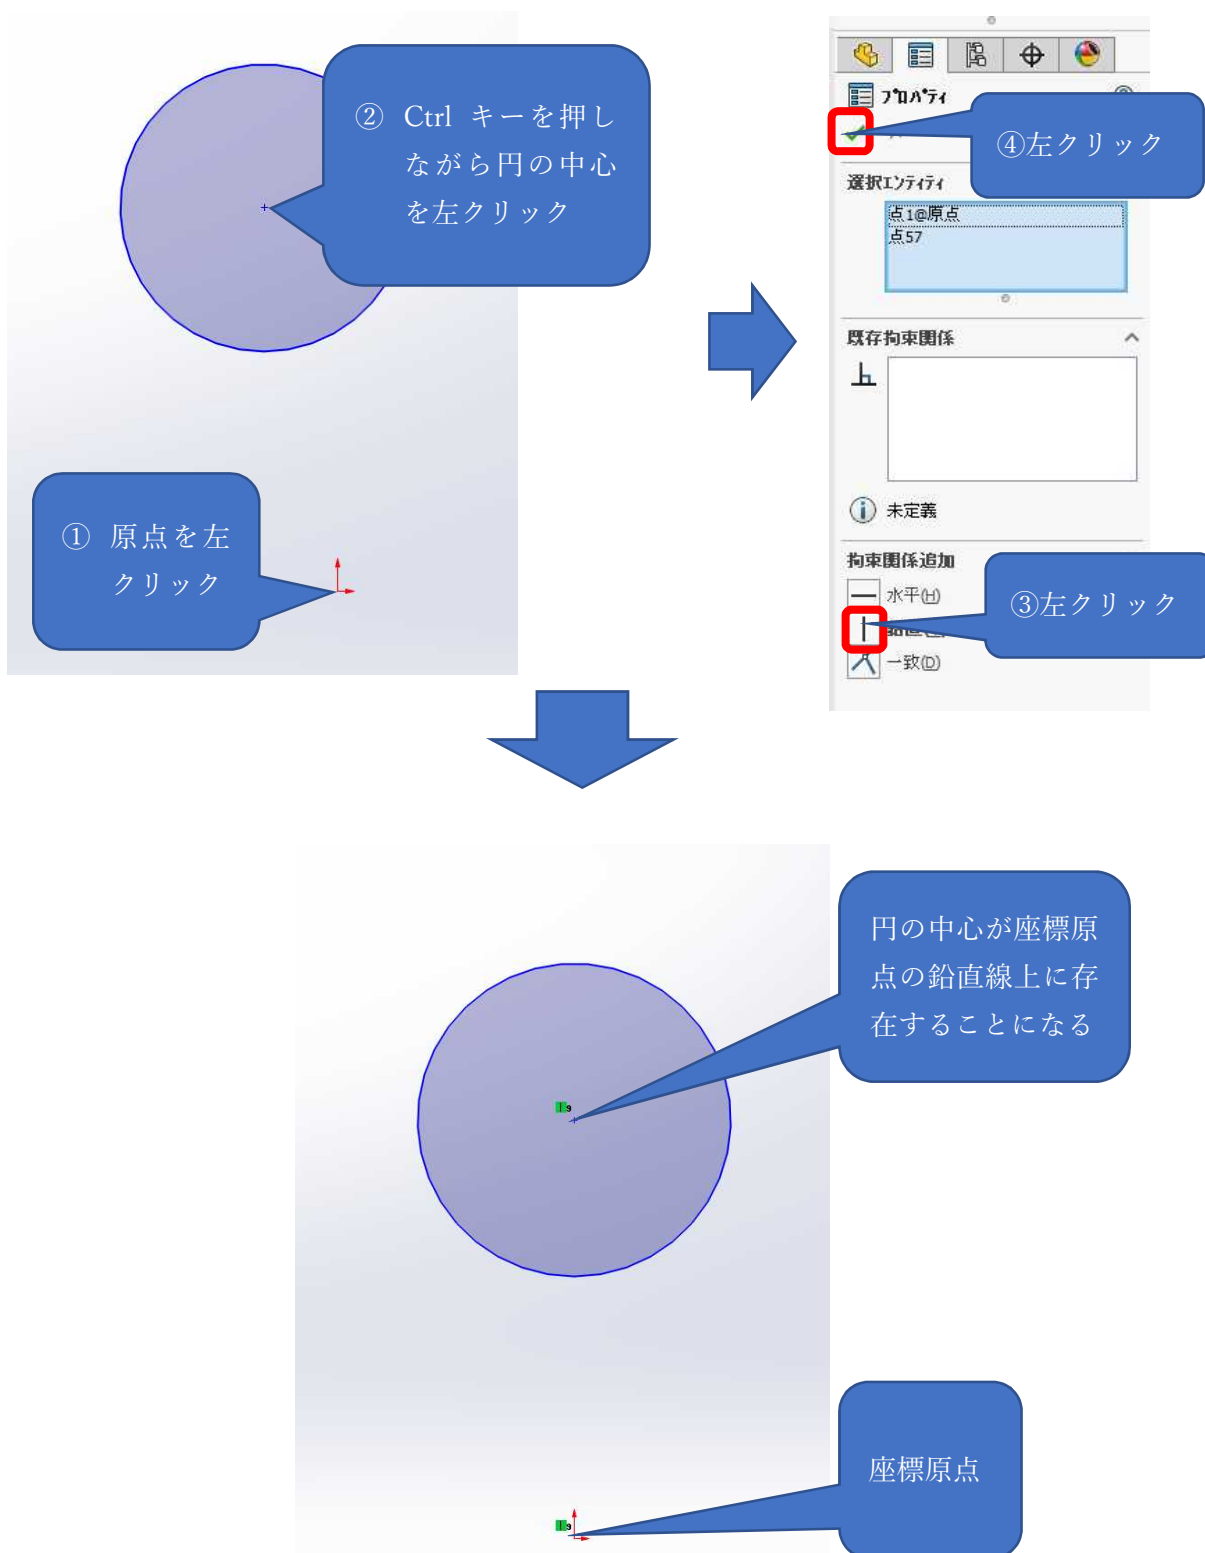 ② Ctrl キーを押し
ながら円の中心
を左クリック
① 原点を左
クリック
プロパティ
④左クリック
選択エンティティ
点1@原点
点57
既存拘束関係
未定義
拘束関係追加
水平(H)
③左クリック
一致(D)
円の中心が座標原
点の鉛直線上に存
在することになる
9
座標原点
9